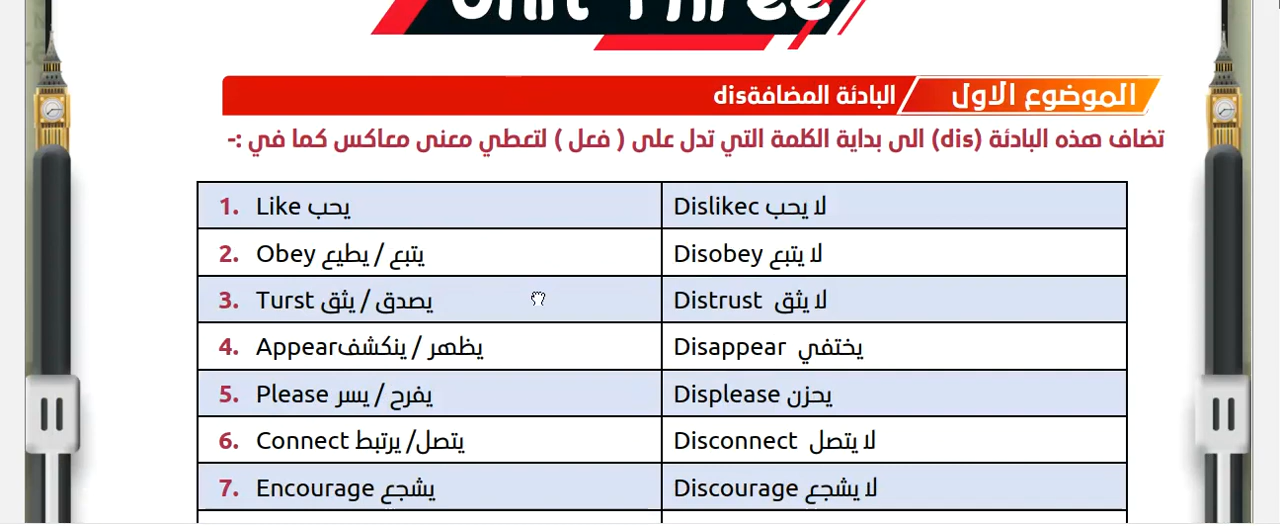 Unit Three
الموضوع الاول
البادئة المضافةdis
تضاف هذه البادئة (dis) الى بداية الكلمة التي تدل على ( فعل ) لتعطي معنى معاكس كما في :-
1. Like يحب Dislikec لا يحب
2. Obey يتبع / يطيع Disobey لا يتبع
3. Turst يصدق / يثق Distrust لا يثق
4. Appearيظهر / ينكشف Disappear يختفي
5. Please يفرح / يسر Displease يحزن
6. Connect يتصل/ يرتبط Disconnect لا يتصل
7. Encourage يشجع Discourage لا يشجع